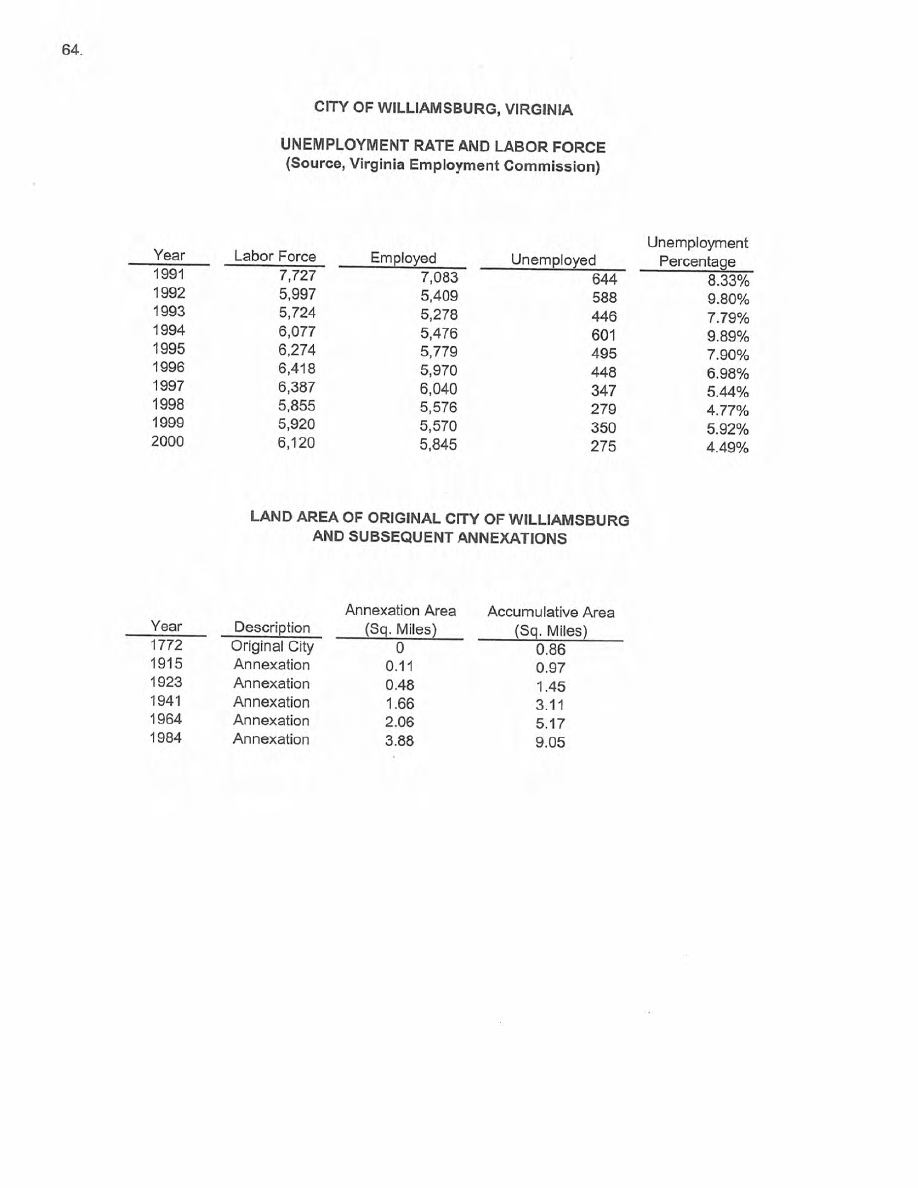 64.
CITY OF WILLIAMSBURG, VIRGINIA
UNEMPLOYMENT RATE AND LABOR FORCE
(Source, Virginia Employment Commission)
Unemployment
Year Labor Force Employed Unemployed Percentage
1991 7,727 7,083 644 8.33%
1992 5,997 5,409 588 9.80%
1993 5,724 5,278 446 7.79%
1994 6,077 5,476 601 9.89%
1995 6,274 5,779 495 7.90%
1996 6,418 5,970 448 6.98%
1997 6,387 6,040 347 5.44%
1998 5,855 5,576 279 4.77%
1999 5,920 5,570 350 5.92%
2000 6,120 5,845 275 4.49%
LAND AREA OF ORIGINAL CITY OF WILLIAMSBURG
AND SUBSEQUENT ANNEXATIONS
Annexation Area Accumulative Area
Year Description (Sq. Miles) (Sq. Miles)
1772 Original City 0 0.86
1915 Annexation 0.11 0.97
1923 Annexation 0.48 1.45
1941 Annexation 1.66 3.11
1964 Annexation 2.06 5.17
1984 Annexation 3.88 9.05